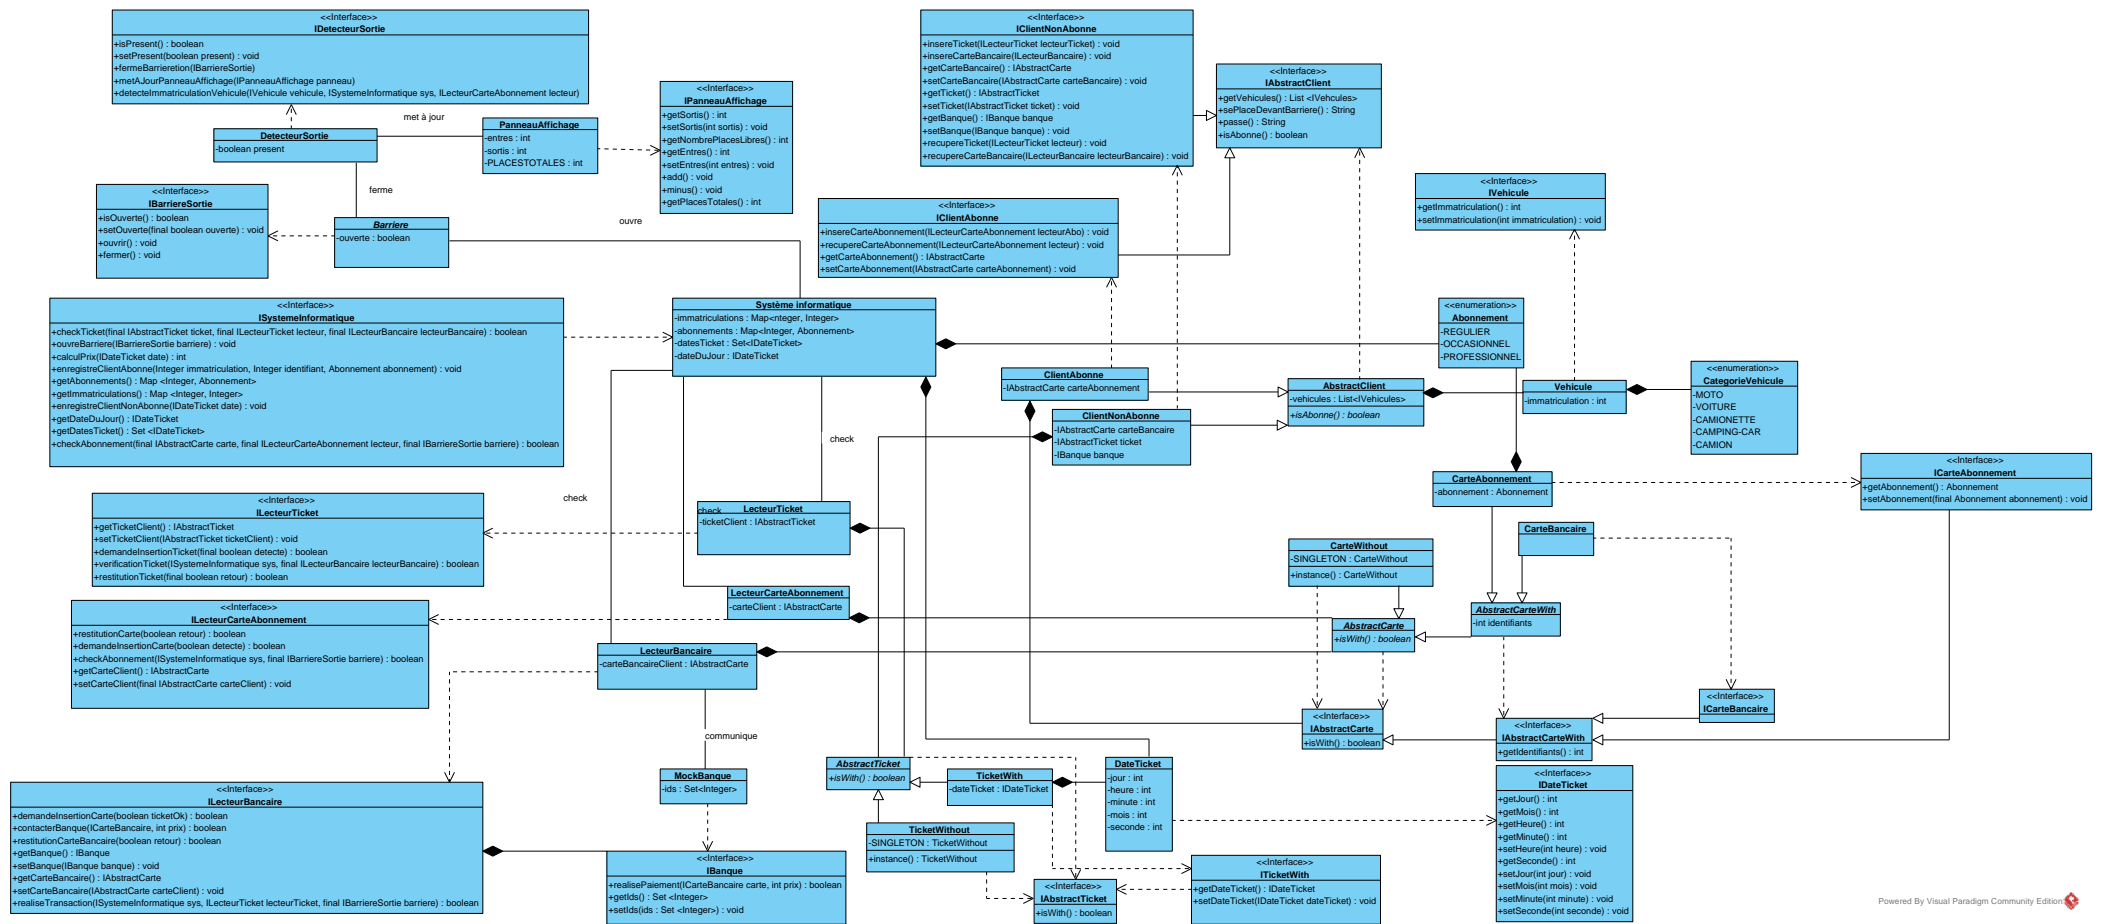 <<Interface>>
IDetecteurSortie
+isPresent() : boolean
+setPresent(boolean present) : void
+fermeBarrieretion(IBarriereSortie)
+metAJourPanneauAffichage(IPanneauAffichage panneau)
+detecteImmatriculationVehicule(IVehicule vehicule, ISystemeInformatique sys, ILecteurCarteAbonnement lecteur)
<<Interface>>
IClientNonAbonne
+insereTicket(ILecteurTicket lecteurTicket) : void
+insereCarteBancaire(ILecteurBancaire) : void
+getCarteBancaire() : IAbstractCarte
+setCarteBancaire(IAbstractCarte carteBancaire) : void
+getTicket() : IAbstractTicket
+setTicket(IAbstractTicket ticket) : void
+getBanque() : IBanque banque
+setBanque(IBanque banque) : void
+recupereTicket(ILecteurTicket lecteur) : void
+recupereCarteBancaire(ILecteurBancaire lecteurBancaire) : void
<<Interface>>
IAbstractClient
+getVehicules() : List <IVehcules>
+sePlaceDevantBarriere() : String
+passe() : String
+isAbonne() : boolean
<<Interface>>
IPanneauAffichage
+getSortis() : int
+setSortis(int sortis) : void
+getNombrePlacesLibres() : int
+getEntres() : int
+setEntres(int entres) : void
+add() : void
+minus() : void
+getPlacesTotales() : int
met à jour
DetecteurSortie
-boolean present
PanneauAffichage
-entres : int
-sortis : int
-PLACESTOTALES : int
ferme
<<Interface>>
IBarriereSortie
+isOuverte() : boolean
+setOuverte(final boolean ouverte) : void
+ouvrir() : void
+fermer() : void
Barriere
-ouverte : boolean
ouvre
<<Interface>>
IClientAbonne
+insereCarteAbonnement(ILecteurCarteAbonnement lecteurAbo) : void
+recupereCarteAbonnement(ILecteurCarteAbonnement lecteur) : void
+getCarteAbonnement() : IAbstractCarte
+setCarteAbonnement(IAbstractCarte carteAbonnement) : void
<<Interface>>
IVehicule
+getImmatriculation() : int
+setImmatriculation(int immatriculation) : void
<<Interface>>
ISystemeInformatique
+checkTicket(final IAbstractTicket ticket, final ILecteurTicket lecteur, final ILecteurBancaire lecteurBancaire) : boolean
+ouvreBarriere(IBarriereSortie barriere) : void
+calculPrix(IDateTicket date) : int
+enregistreClientAbonne(Integer immatriculation, Integer identifiant, Abonnement abonnement) : void
+getAbonnements() : Map <Integer, Abonnement>
+getImmatriculations() : Map <Integer, Integer>
+enregistreClientNonAbonne(IDateTicket date) : void
+getDateDuJour() : IDateTicket
+getDatesTicket() : Set <IDateTicket>
+checkAbonnement(final IAbstractCarte carte, final ILecteurCarteAbonnement lecteur, final IBarriereSortie barriere) : boolean
Système informatique
-immatriculations : Map<nteger, Integer>
-abonnements : Map<Integer, Abonnement>
-datesTicket : Set<IDateTicket>
-dateDuJour : IDateTicket
<<enumeration>>
Abonnement
-REGULIER
-OCCASIONNEL
-PROFESSIONNEL
ClientAbonne
-IAbstractCarte carteAbonnement
ClientNonAbonne
-IAbstractCarte carteBancaire
-IAbstractTicket ticket
-IBanque banque
AbstractClient
-vehicules : List<IVehicules>
+isAbonne() : boolean
Vehicule
-immatriculation : int
<<enumeration>>
CategorieVehicule
-MOTO
-VOITURE
-CAMIONETTE
-CAMPING-CAR
-CAMION
check
check
check
<<Interface>>
ILecteurTicket
+getTicketClient() : IAbstractTicket
+setTicketClient(IAbstractTicket ticketClient) : void
+demandeInsertionTicket(final boolean detecte) : boolean
+verificationTicket(ISystemeInformatique sys, final ILecteurBancaire lecteurBancaire) : boolean
+restitutionTicket(final boolean retour) : boolean
LecteurTicket
-ticketClient : IAbstractTicket
CarteAbonnement
-abonnement : Abonnement
<<Interface>>
ICarteAbonnement
+getAbonnement() : Abonnement
+setAbonnement(final Abonnement abonnement) : void
CarteBancaire
CarteWithout
-SINGLETON : CarteWithout
+instance() : CarteWithout
LecteurCarteAbonnement
-carteClient : IAbstractCarte
<<Interface>>
ILecteurCarteAbonnement
+restitutionCarte(boolean retour) : boolean
+demandeInsertionCarte(boolean detecte) : boolean
+checkAbonnement(ISystemeInformatique sys, final IBarriereSortie barriere) : boolean
+getCarteClient() : IAbstractCarte
+setCarteClient(final IAbstractCarte carteClient) : void
AbstractCarte
+isWith() : boolean
AbstractCarteWith
-int identifiants
LecteurBancaire
-carteBancaireClient : IAbstractCarte
communique
<<Interface>>
IAbstractCarte
+isWith() : boolean
<<Interface>>
IAbstractCarteWith
+getIdentifiants() : int
<<Interface>>
ICarteBancaire
MockBanque
-ids : Set<Integer>
AbstractTicket
+isWith() : boolean
TicketWith
-dateTicket : IDateTicket
DateTicket
-jour : int
-heure : int
-minute : int
-mois : int
-seconde : int
<<Interface>>
IDateTicket
+getJour() : int
+getMois() : int
+getHeure() : int
+getMinute() : int
+setHeure(int heure) : void
+getSeconde() : int
+setJour(int jour) : void
+setMois(int mois) : void
+setMinute(int minute) : void
+setSeconde(int seconde) : void
<<Interface>>
ILecteurBancaire
+demandeInsertionCarte(boolean ticketOk) : boolean
+contacterBanque(ICarteBancaire, int prix) : boolean
+restitutionCarteBancaire(boolean retour) : boolean
+getBanque() : IBanque
+setBanque(IBanque banque) : void
+getCarteBancaire() : IAbstractCarte
+setCarteBancaire(IAbstractCarte carteClient) : void
+realiseTransaction(ISystemeInformatique sys, ILecteurTicket lecteurTicket, final IBarriereSortie barriere) : boolean
<<Interface>>
IBanque
+realisePaiement(ICarteBancaire carte, int prix) : boolean
+getIds() : Set <Integer>
+setIds(ids : Set <Integer>) : void
TicketWithout
-SINGLETON : TicketWithout
+instance() : TicketWithout
<<Interface>>
IAbstractTicket
+isWith() : boolean
<<Interface>>
ITicketWith
+getDateTicket() : IDateTicket
+setDateTicket(IDateTicket dateTicket) : void
Powered By Visual Paradigm Community Edition